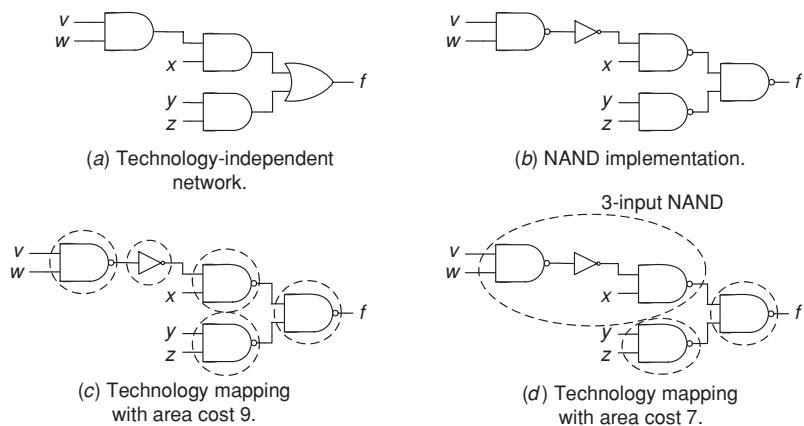 v
w
x
y
z
f
(a) Technology-independent
network.
v
w
x
y
z
f
(b) NAND implementation.
v
w
x
y
z
f
(c) Technology mapping
with area cost 9.
3-input NAND
v
w
x
y
z
f
(d) Technology mapping
with area cost 7.